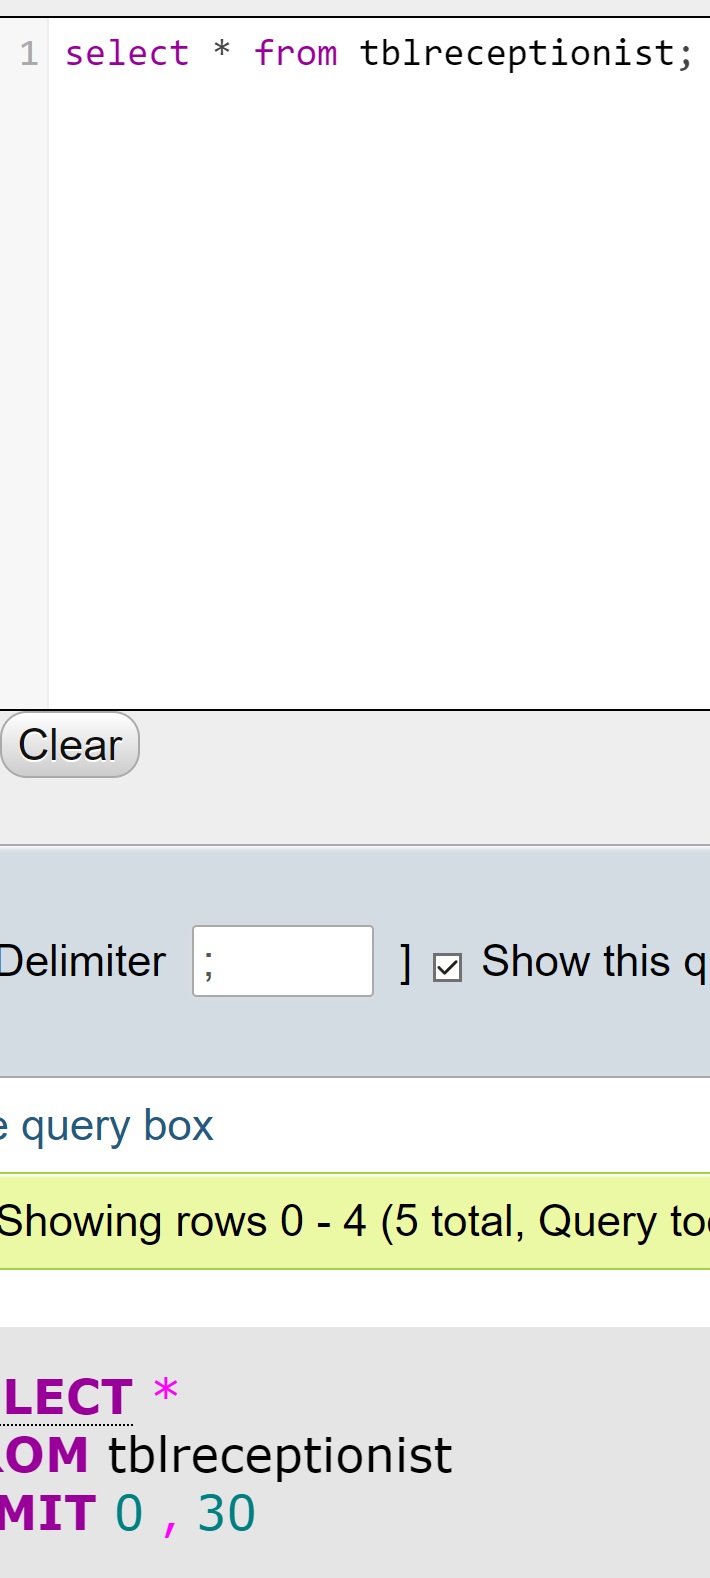 1 select * from tblreceptionist;
Clear
Delimiter ; ] Show this
query box
Showing rows 0 - 4 (5 total, Query
LECT *
OM tblreceptionist
MIT 0 , 30